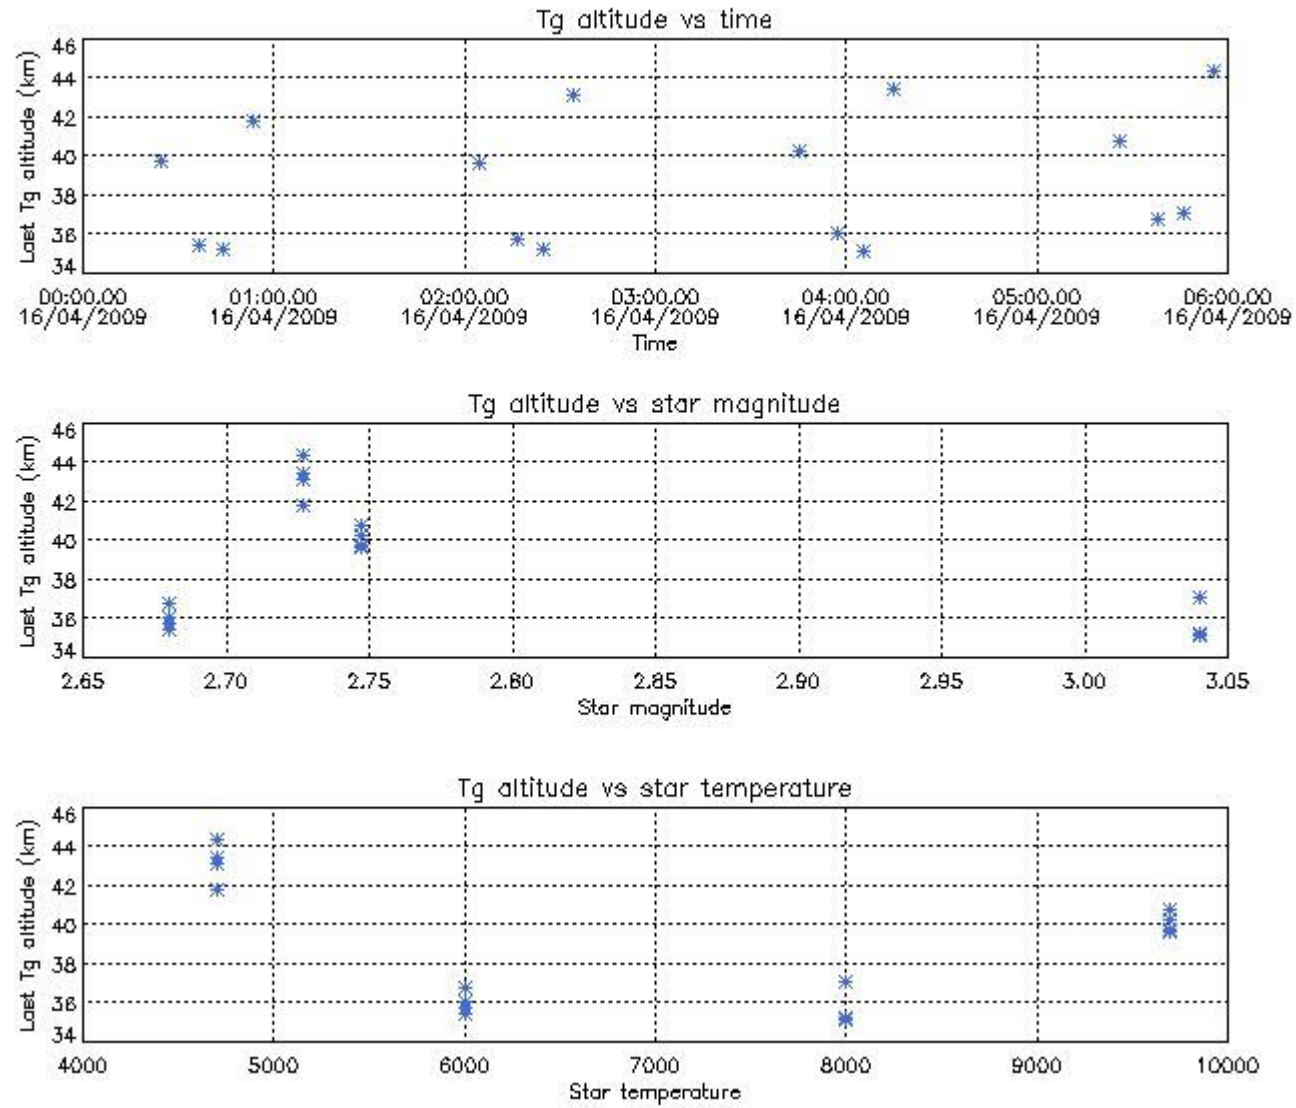 Tg altitude vs time
Last Tg altitude (km)
46
44
42
40
38
36
34
00:00.00 01:00.00 02:00.00 03:00.00 04:00.00 05:00.00 06:00.00
16/04/2009 16/04/2009 16/04/2009 16/04/2009 16/04/2009 16/04/2009 16/04/2009
Time
Tg altitude vs star magnitude
Last Tg altitude (km)
46
44
42
40
38
36
34
2.65 2.70 2.75 2.80 2.85 2.90 2.95 3.00 3.05
Star magnitude
Tg altitude vs star temperature
Last Tg altitude (km)
46
44
42
40
38
36
34
4000 5000 6000 7000 8000 9000 10000
Star temperature